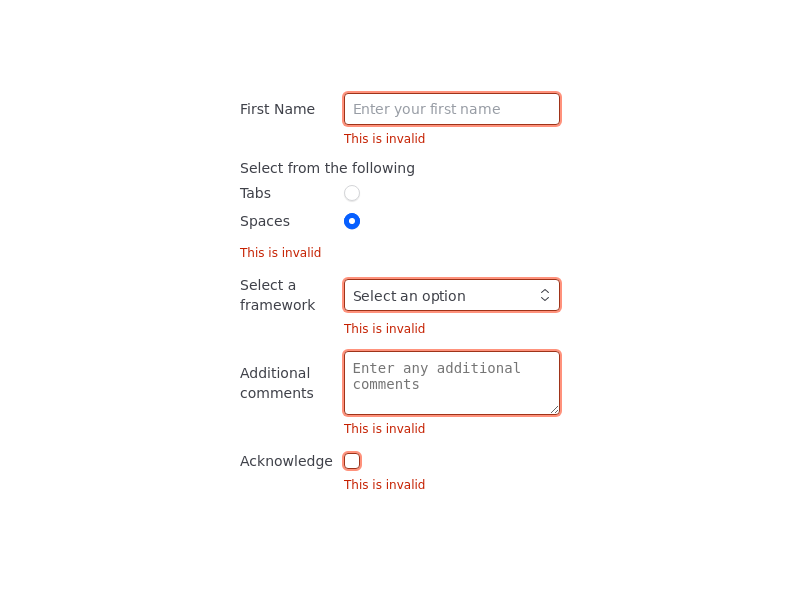 First Name
Enter your first name
This is invalid
Select from the following
Tabs
Spaces
This is invalid
Select a
framework
Select an option
This is invalid
Additional
comments
Enter any additional
comments
This is invalid
Acknowledge
This is invalid